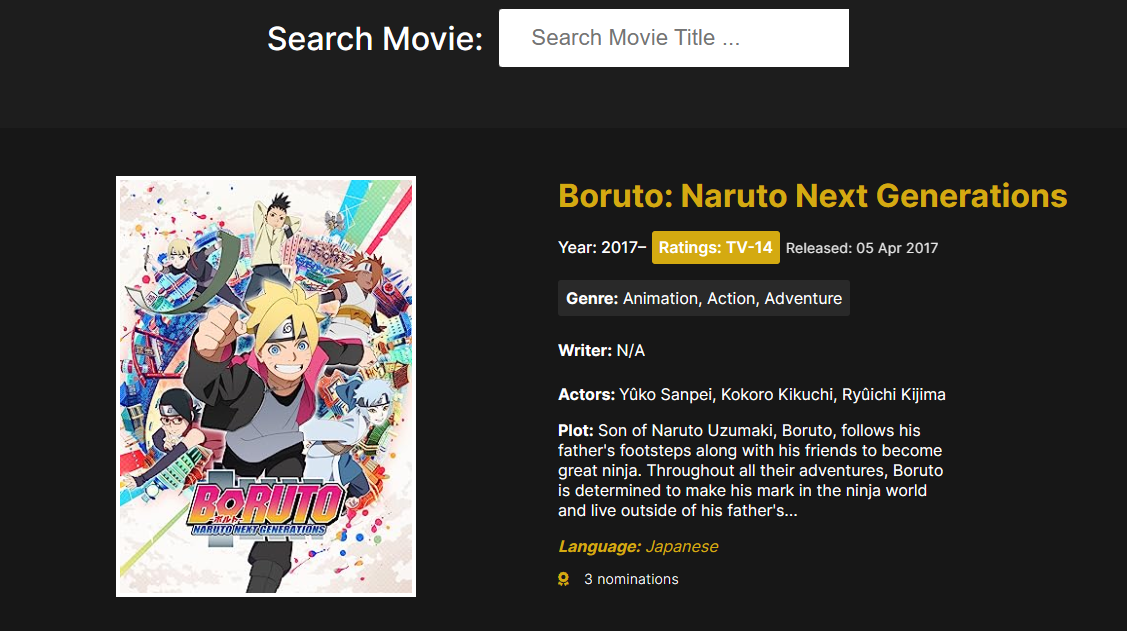 Search Movie:
Search Movie Title ...
Boruto: Naruto Next Generations
Year: 2017– Ratings: TV-14 Released: 05 Apr 2017
Genre: Animation, Action, Adventure
Writer: N/A
Actors: Yûko Sanpei, Kokoro Kikuchi, Ryûichi Kijima
Plot: Son of Naruto Uzumaki, Boruto, follows his
father's footsteps along with his friends to become
great ninja. Throughout all their adventures, Boruto
is determined to make his mark in the ninja world
and live outside of his father's...
Language: Japanese
3 nominations
BORUTO
ボルト
NARUTO NEXT GENERATIONS